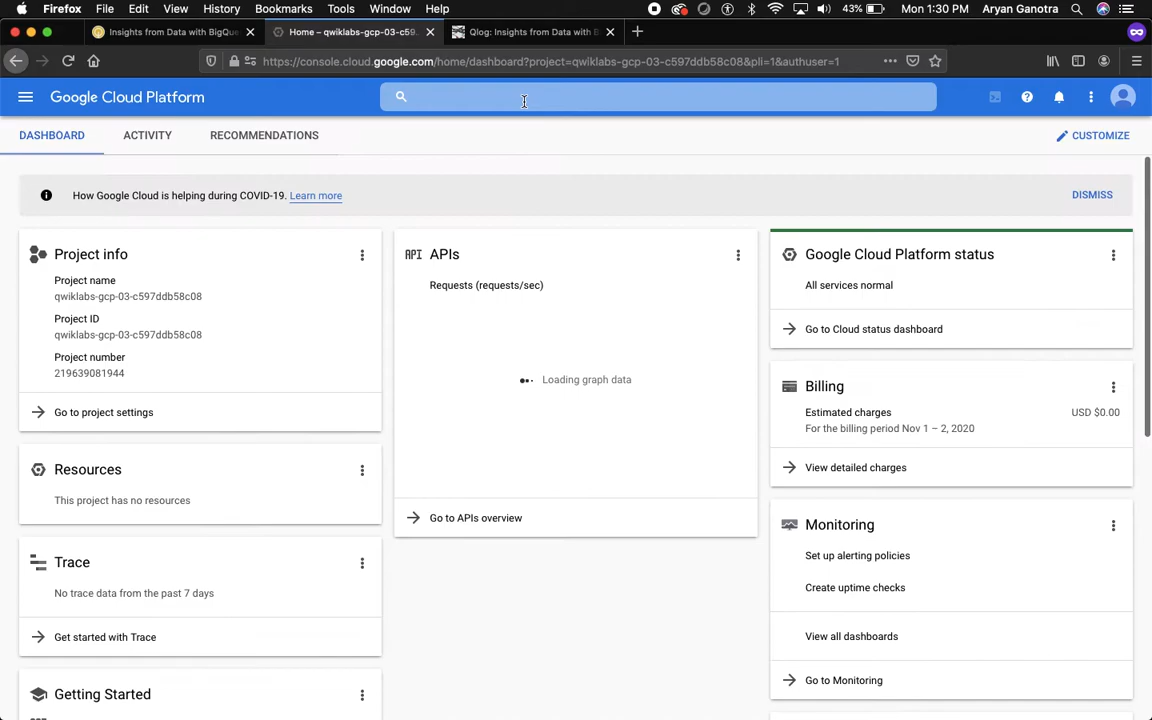 Firefox File Edit View History Bookmarks Tools Window Help 43% Mon 1:30 PM Aryan Ganotra
Insights from Data with BigQue Home – qwiklabs-gcp-03-c59. Qlog: Insights from Data with B
https://console.cloud.google.com/home/dashboard?project=qwiklabs-gcp-03-c597ddb58c08&pli=1&authuser=1
Google Cloud Platform
DASHBOARD ACTIVITY RECOMMENDATIONS CUSTOMIZE
How Google Cloud is helping during COVID-19. Learn more DISMISS
Project info
Project name
qwiklabs-gcp-03-c597ddb58c08
Project ID
qwiklabs-gcp-03-c597ddb58c08
Project number
219639081944
Go to project settings
Resources
This project has no resources
Trace
No trace data from the past 7 days
Get started with Trace
Getting Started
API APIs
Requests (requests/sec)
Loading graph data
Go to APIs overview
Google Cloud Platform status
All services normal
Go to Cloud status dashboard
Billing
Estimated charges USD $0.00
For the billing period Nov 1 – 2, 2020
View detailed charges
Monitoring
Set up alerting policies
Create uptime checks
View all dashboards
Go to Monitoring